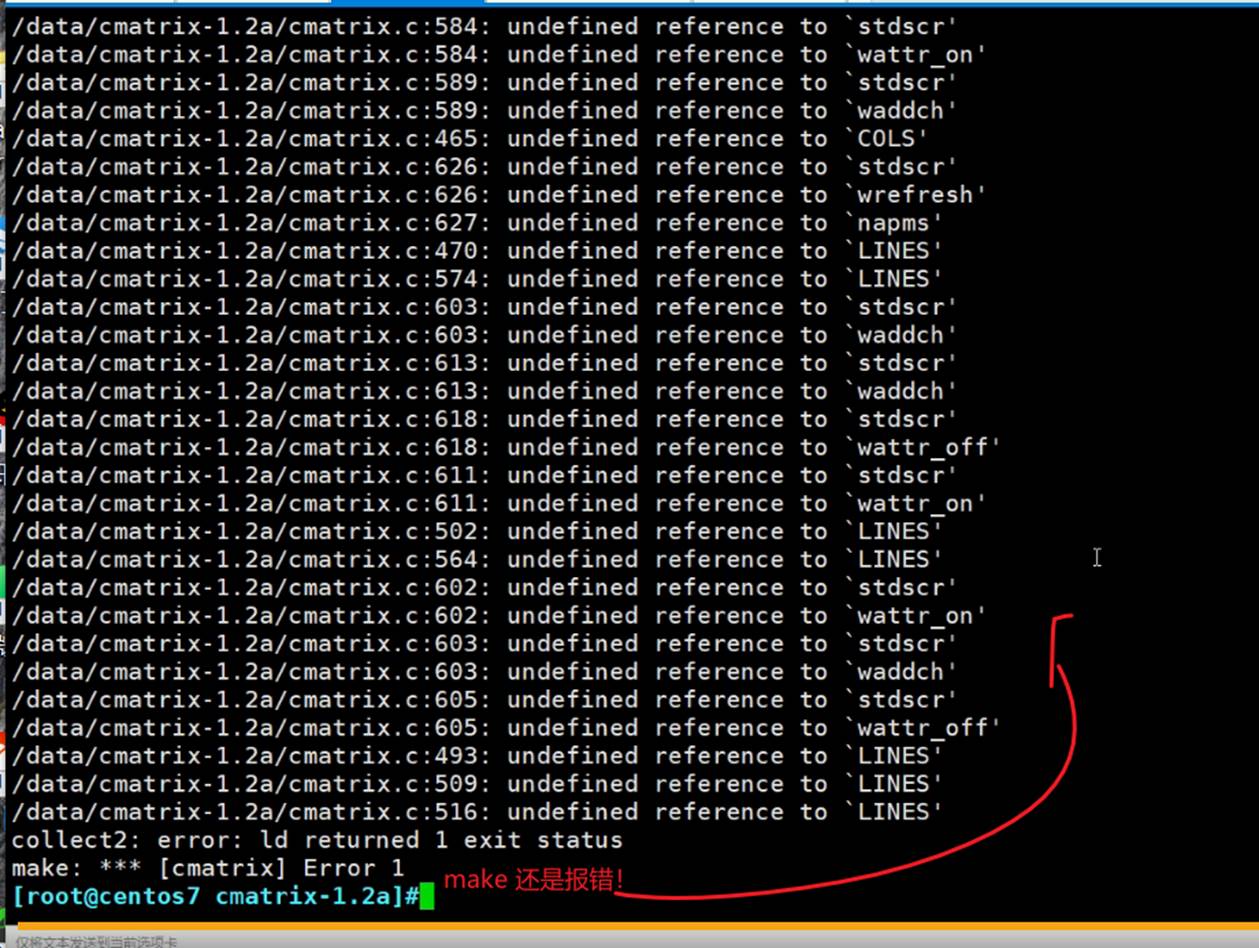 /data/cmatrix-1.2a/cmatrix.c:584: undefined reference to `stdscr'
/data/cmatrix-1.2a/cmatrix.c:584: undefined reference to `wattr_on'
/data/cmatrix-1.2a/cmatrix.c:589: undefined reference to `stdscr'
/data/cmatrix-1.2a/cmatrix.c:589: undefined reference to `waddch'
/data/cmatrix-1.2a/cmatrix.c:465: undefined reference to `COLS'
/data/cmatrix-1.2a/cmatrix.c:626: undefined reference to `stdscr'
/data/cmatrix-1.2a/cmatrix.c:626: undefined reference to `wrefresh'
/data/cmatrix-1.2a/cmatrix.c:627: undefined reference to `napms'
/data/cmatrix-1.2a/cmatrix.c:470: undefined reference to `LINES'
/data/cmatrix-1.2a/cmatrix.c:574: undefined reference to `LINES'
/data/cmatrix-1.2a/cmatrix.c:603: undefined reference to `stdscr'
/data/cmatrix-1.2a/cmatrix.c:603: undefined reference to `waddch'
/data/cmatrix-1.2a/cmatrix.c:613: undefined reference to `stdscr'
/data/cmatrix-1.2a/cmatrix.c:613: undefined reference to `waddch'
/data/cmatrix-1.2a/cmatrix.c:618: undefined reference to `stdscr'
/data/cmatrix-1.2a/cmatrix.c:618: undefined reference to `wattr_off'
/data/cmatrix-1.2a/cmatrix.c:611: undefined reference to `stdscr'
/data/cmatrix-1.2a/cmatrix.c:611: undefined reference to `wattr_on'
/data/cmatrix-1.2a/cmatrix.c:502: undefined reference to `LINES'
/data/cmatrix-1.2a/cmatrix.c:564: undefined reference to `LINES'
/data/cmatrix-1.2a/cmatrix.c:602: undefined reference to `stdscr'
/data/cmatrix-1.2a/cmatrix.c:602: undefined reference to `wattr_on'
/data/cmatrix-1.2a/cmatrix.c:603: undefined reference to `stdscr'
/data/cmatrix-1.2a/cmatrix.c:603: undefined reference to `waddch'
/data/cmatrix-1.2a/cmatrix.c:605: undefined reference to `stdscr'
/data/cmatrix-1.2a/cmatrix.c:605: undefined reference to `wattr_off'
/data/cmatrix-1.2a/cmatrix.c:493: undefined reference to `LINES'
/data/cmatrix-1.2a/cmatrix.c:509: undefined reference to `LINES'
/data/cmatrix-1.2a/cmatrix.c:516: undefined reference to `LINES'
collect2: error: ld returned 1 exit status
make: *** [cmatrix] Error 1
[root@centos7 cmatrix-1.2a]#
make 还是报错!
仅将文本发送到当前选项卡